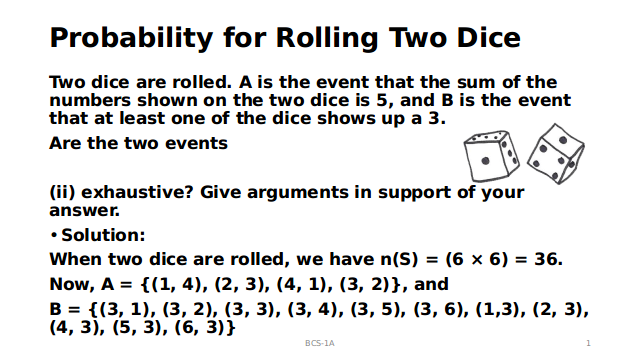 Probability for Rolling Two Dice
Two dice are rolled. A is the event that the sum of the
numbers shown on the two dice is 5, and B is the event
that at least one of the dice shows up a 3.
Are the two events
(ii) exhaustive? Give arguments in support of your
answer.
• Solution:
When two dice are rolled, we have n(S) = (6 × 6) = 36.
Now, A = {(1, 4), (2, 3), (4, 1), (3, 2)}, and
B = {(3, 1), (3, 2), (3, 3), (3, 4), (3, 5), (3, 6), (1,3), (2, 3),
(4, 3), (5, 3), (6, 3)}
BCS-1A
1